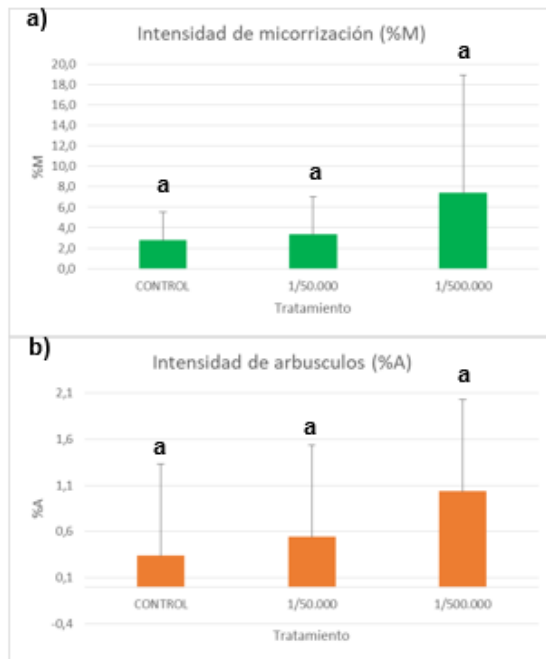 a)
Intensidad de micorrización (%M)
20,0
18,0
16,0
14,0
12,0
10,0
8,0
6,0
4,0
2,0
0,0
%M
a
a
a
CONTROL
1/50.000
1/500.000
Tratamiento
b)
Intensidad de arbusculos (%A)
2,1
1,6
1,1
0,6
0,1
-0,4
%A
a
a
a
CONTROL
1/50.000
1/500.000
Tratamiento